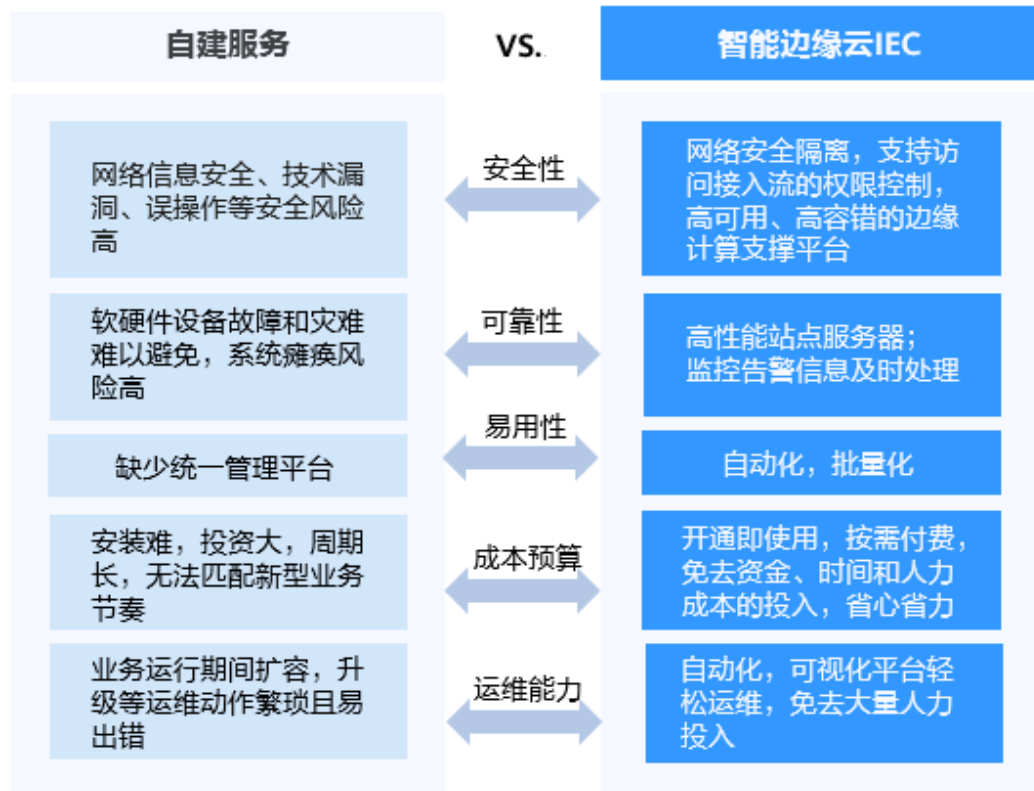 自建服务
VS.
智能边缘云IEC
网络信息安全、技术漏
洞、误操作等安全风险
高
安全性
网络安全隔离，支持访
问接入流的权限控制，
高可用、高容错的边缘
计算支撑平台
软硬件设备故障和灾难
难以避免，系统瘫痪风
险高
可靠性
高性能站点服务器；
监控告警信息及时处理
缺少统一管理平台
易用性
自动化，批量化
安装难，投资大，周期
长，无法匹配新型业务
节奏
成本预算
开通即使用，按需付费，
免去资金、时间和人力
成本的投入，省心省力
业务运行期间扩容，升
级等运维动作繁琐且易
出错
运维能力
自动化，可视化平台轻
松运维，免去大量人力
投入